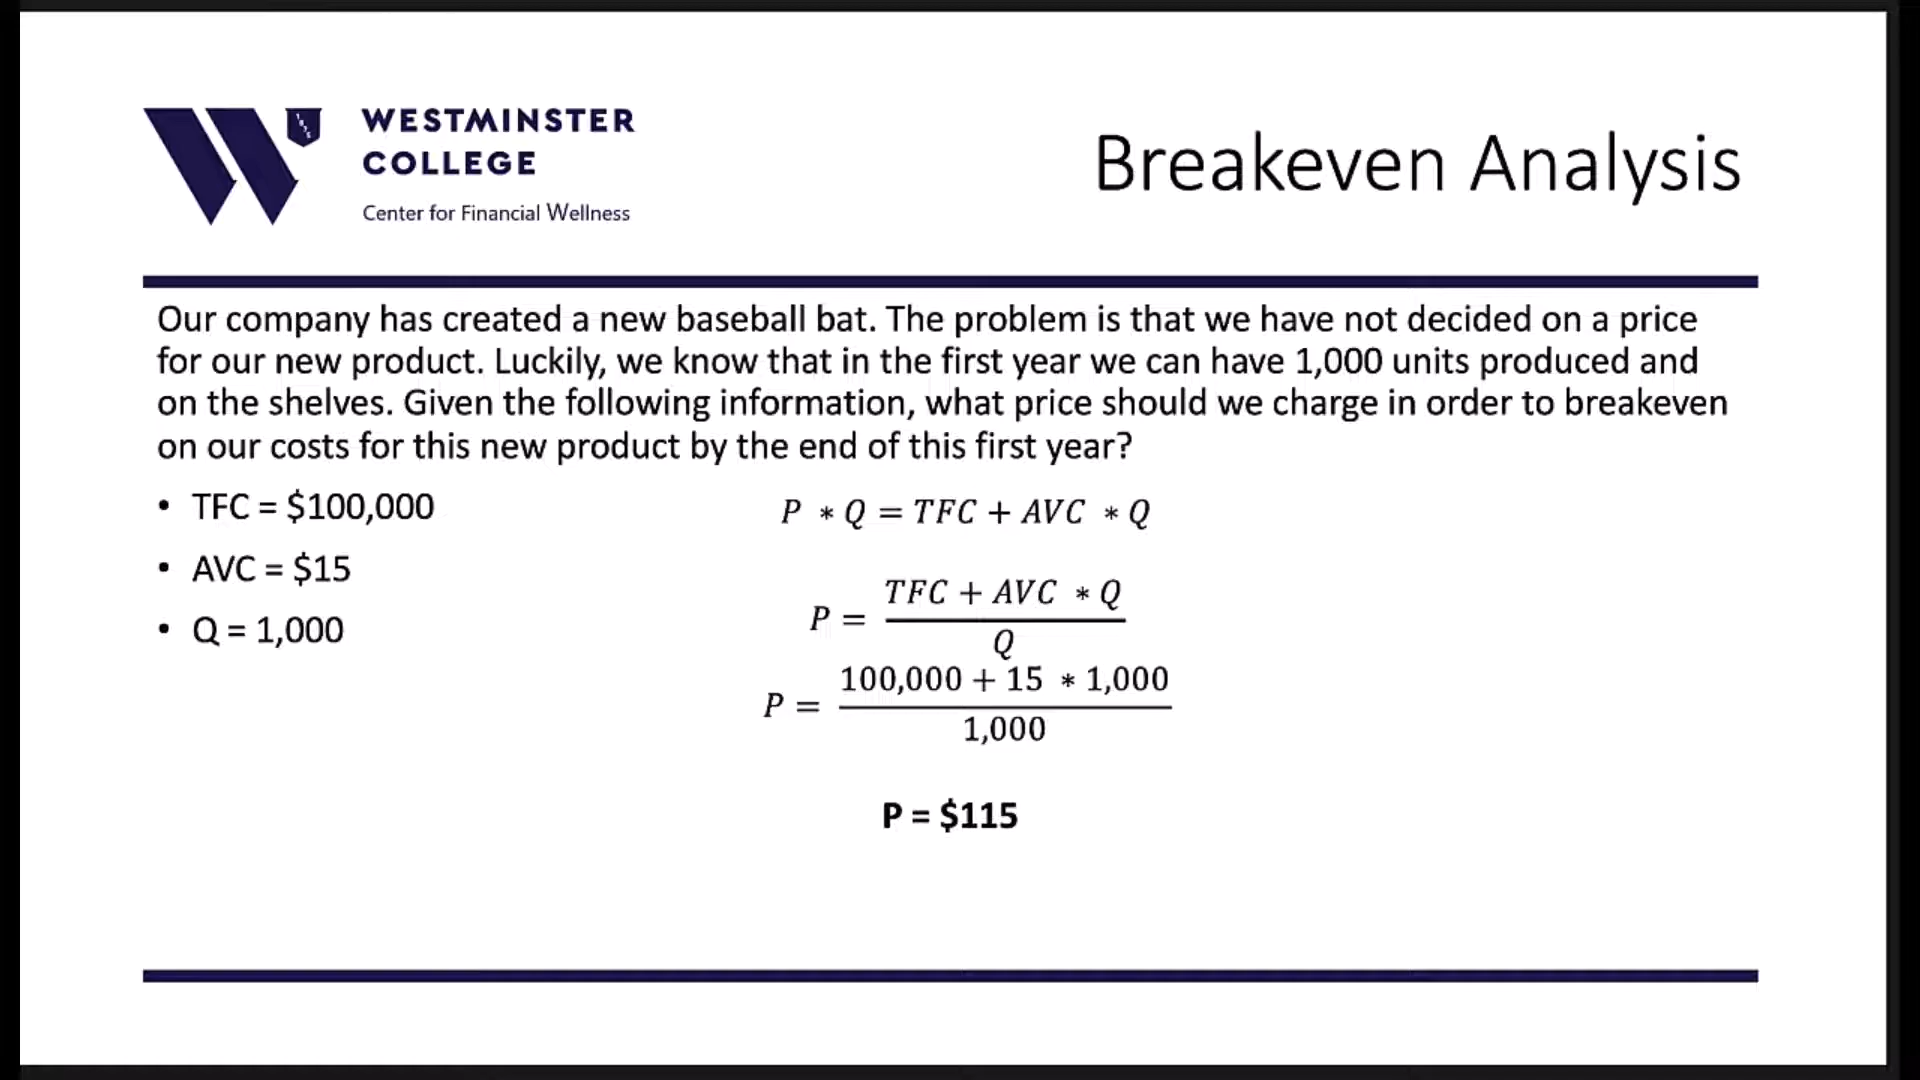 WESTMINSTER
COLLEGE
Center for Financial Wellness
Breakeven Analysis
Our company has created a new baseball bat. The problem is that we have not decided on a price
for our new product. Luckily, we know that in the first year we can have 1,000 units produced and
on the shelves. Given the following information, what price should we charge in order to breakeven
on our costs for this new product by the end of this first year?
• TFC = $100,000
• AVC = $15
• Q = 1,000
P * Q = TFC + AVC * Q
P = TFC + AVC * Q
Q
P = 100,000 + 15 * 1,000
1,000
P = $115